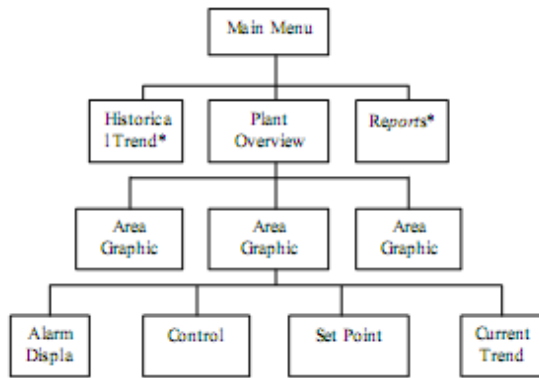 Main Menu
Historica
l Trend*
Plant
Overview
Reports*
Area
Graphic
Area
Graphic
Area
Graphic
Alarm
Displa
Control
Set Point
Current
Trend